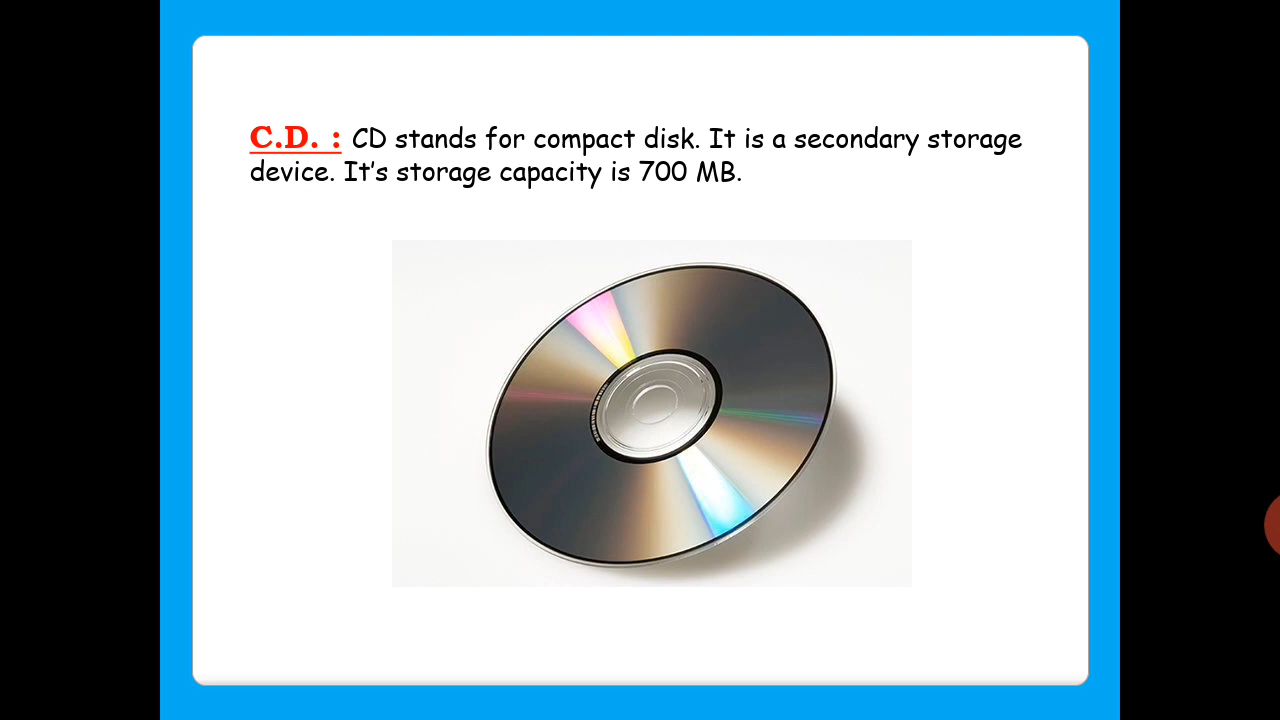 C.D. : CD stands for compact disk. It is a secondary storage
device. It's storage capacity is 700 MB.